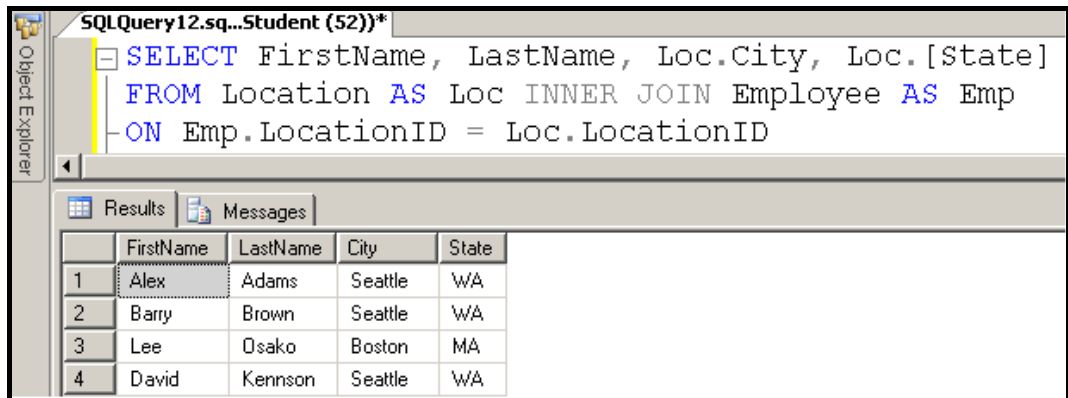 SQLQuery12.sq...Student (52))*
Object Explorer
SELECT FirstName, LastName, Loc.City, Loc.[State]
FROM Location AS Loc INNER JOIN Employee AS Emp
ON Emp.LocationID = Loc.LocationID
Results Messages
FirstName LastName City State
1 Alex Adams Seattle WA
2 Barry Brown Seattle WA
3 Lee Osako Boston MA
4 David Kennson Seattle WA